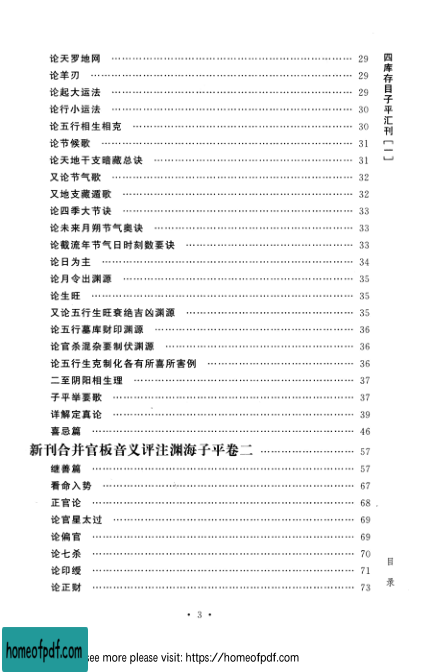 论天罗地网 …… 29
论羊刃 …… 29
论起大运法 …… 29
论行小运法 …… 30
论五行相生相克 …… 30
论节候歌 …… 31
论天地干支暗藏总诀 …… 31
又论节气歌 …… 32
又地支藏遁歌 …… 32
论四季大节诀 …… 33
论未来月朔节气奥诀 …… 33
论截流年节气日时刻数要诀 …… 33
论日为主 …… 34
论月令出渊源 …… 35
论生旺 …… 35
又论五行生旺衰绝吉凶渊源 …… 35
论五行墓库财印渊源 …… 36
论官杀混杂要制伏渊源 …… 36
论五行生克制化各有所喜所害例 …… 36
二至阴阳相生理 …… 37
子平举要歌 …… 37
详解定真论 …… 39
喜忌篇 …… 46
新刊合并官板音义评注渊海子平卷二 …… 57
继善篇 …… 57
看命入势 …… 67
正官论 …… 68
论官星太过 …… 69
论偏官 …… 69
论七杀 …… 70
论印绶 …… 71
论正财 …… 73
四库存目子平汇刊［一］
目录
• 3 •
homeofpdf.com
see more please visit: https://homeofpdf.com